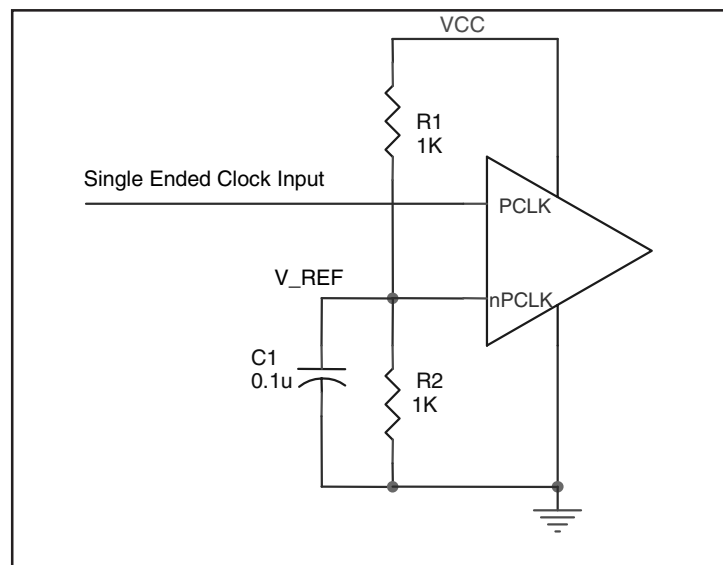 VCC
R1
1K
Single Ended Clock Input
PCLK
V_REF
nPCLK
C1
0.1u
R2
1K